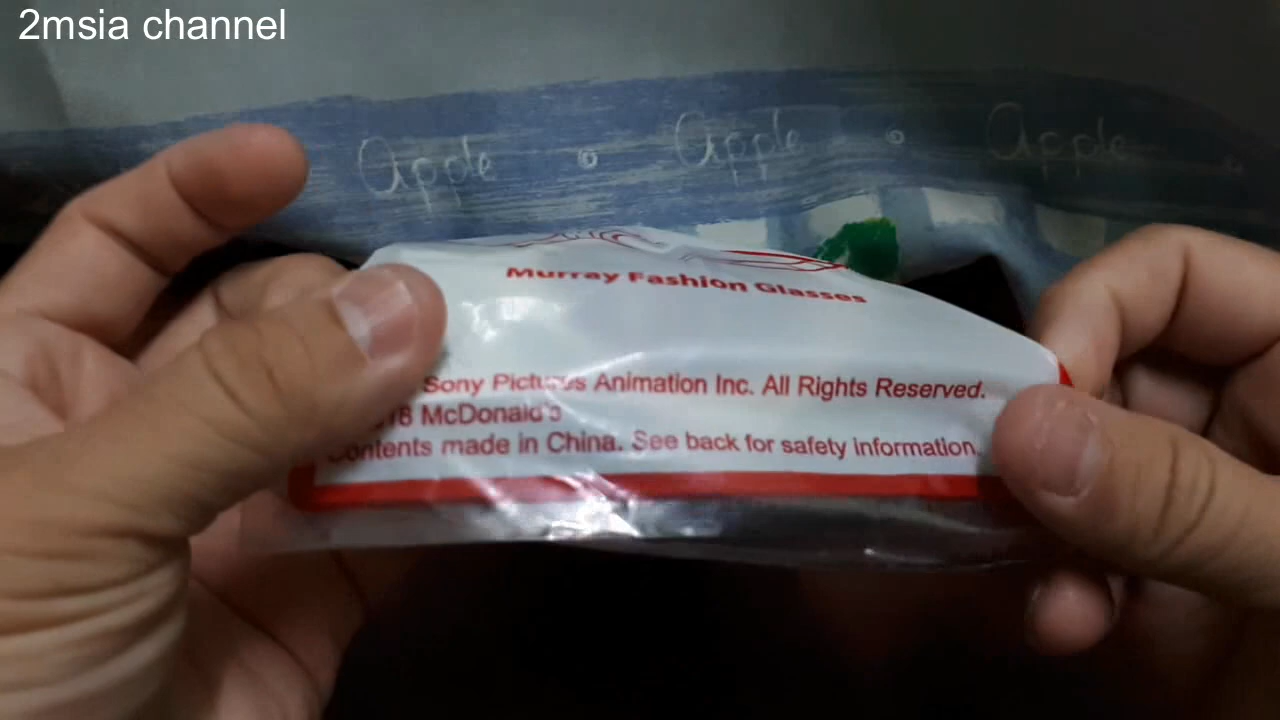 2msia channel
Apple o Apple o Apple
Murray Fashion Glasses
Sony Pictures Animation Inc. All Rights Reserved.
18 McDonald's
Contents made in China. See back for safety information.